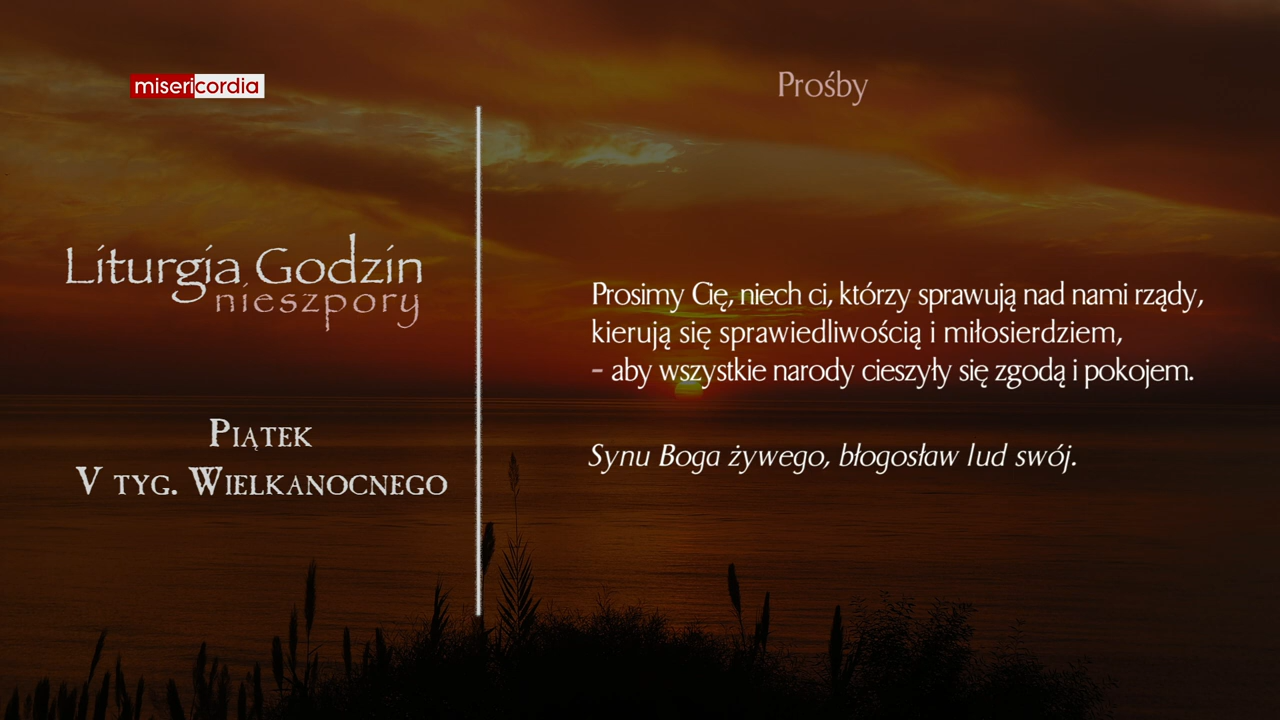 misericordia
Prośby
Liturgia Godzin
nieszpory
Piątek
V tyg. Wielkanocnego
Prosimy Cię, niech ci, którzy sprawują nad nami rządy,
kierują się sprawiedliwością i miłosierdziem,
- aby wszystkie narody cieszyły się zgodą i pokojem.
Synu Boga żywego, błogosław lud swój.